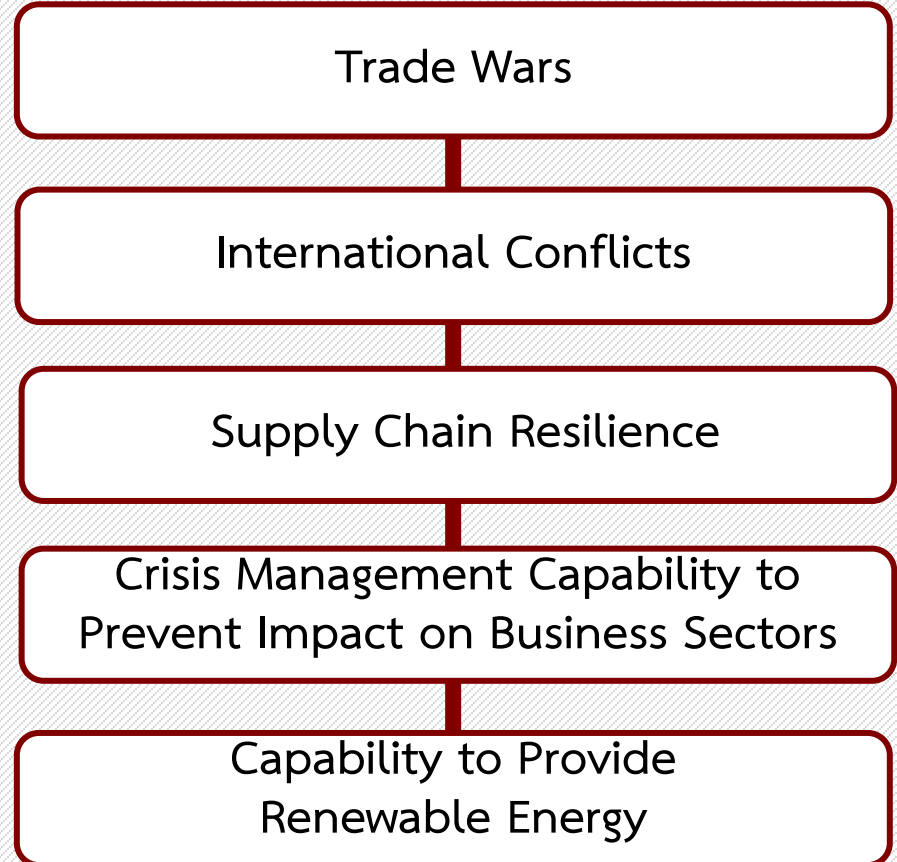 Trade Wars
International Conflicts
Supply Chain Resilience
Crisis Management Capability to
Prevent Impact on Business Sectors
Capability to Provide
Renewable Energy